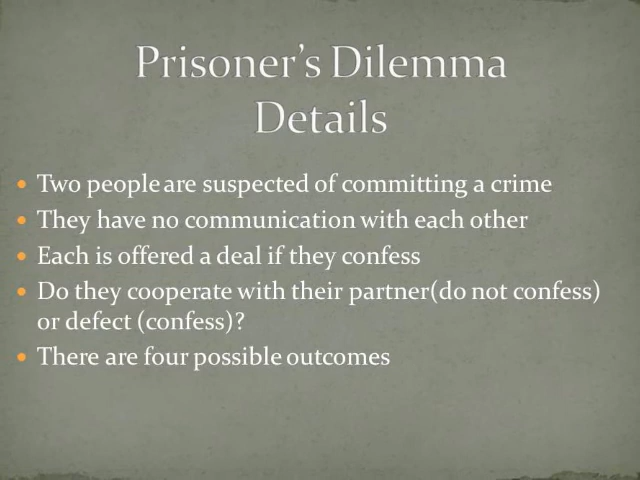 Prisoner’s Dilemma
Details
• Two people are suspected of committing a crime
• They have no communication with each other
• Each is offered a deal if they confess
• Do they cooperate with their partner(do not confess)
or defect (confess)?
• There are four possible outcomes